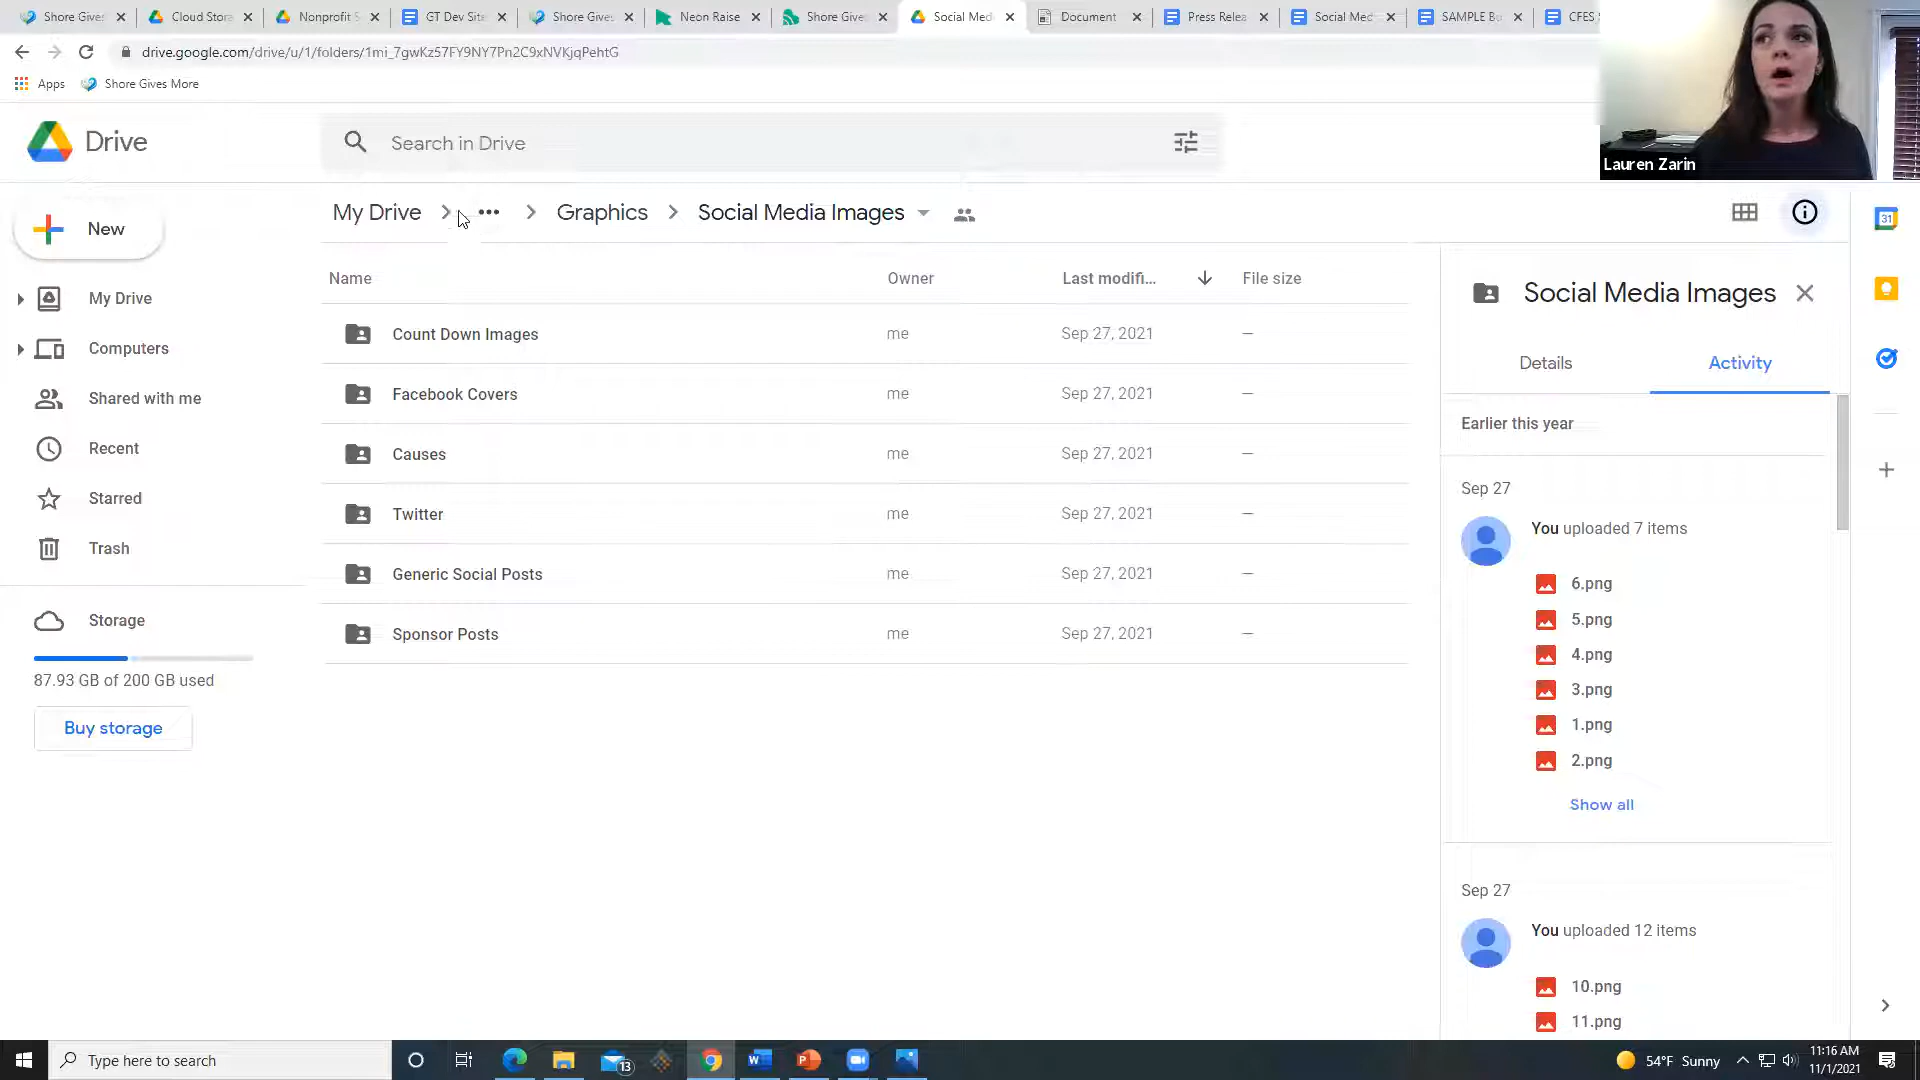 Shore Gives
Cloud Stora
Nonprofit S
GT Dev Site
Shore Gives
Neon Raise
Shore Give
Social Med
Document
Press Relea
Social Med
SAMPLE Bu
CFES S
drive.google.com/drive/u/1/folders/1mi_7gwKz57FY9NY7Pn2C9xNVKjqPehtG
Apps
Shore Gives More
Lauren Zarin
Drive
Search in Drive
New
My Drive
Computers
Shared with me
Recent
Starred
Trash
Storage
87.93 GB of 200 GB used
Buy storage
My Drive > ••• > Graphics > Social Media Images
Name Owner Last modifi... File size
Count Down Images me Sep 27, 2021 —
Facebook Covers me Sep 27, 2021 —
Causes me Sep 27, 2021 —
Twitter me Sep 27, 2021 —
Generic Social Posts me Sep 27, 2021 —
Sponsor Posts me Sep 27, 2021 —
31
Social Media Images
Details Activity
Earlier this year
Sep 27
You uploaded 7 items
6.png
5.png
4.png
3.png
1.png
2.png
Show all
Sep 27
You uploaded 12 items
10.png
11.png
Type here to search
13
54°F Sunny
11:16 AM
11/1/2021